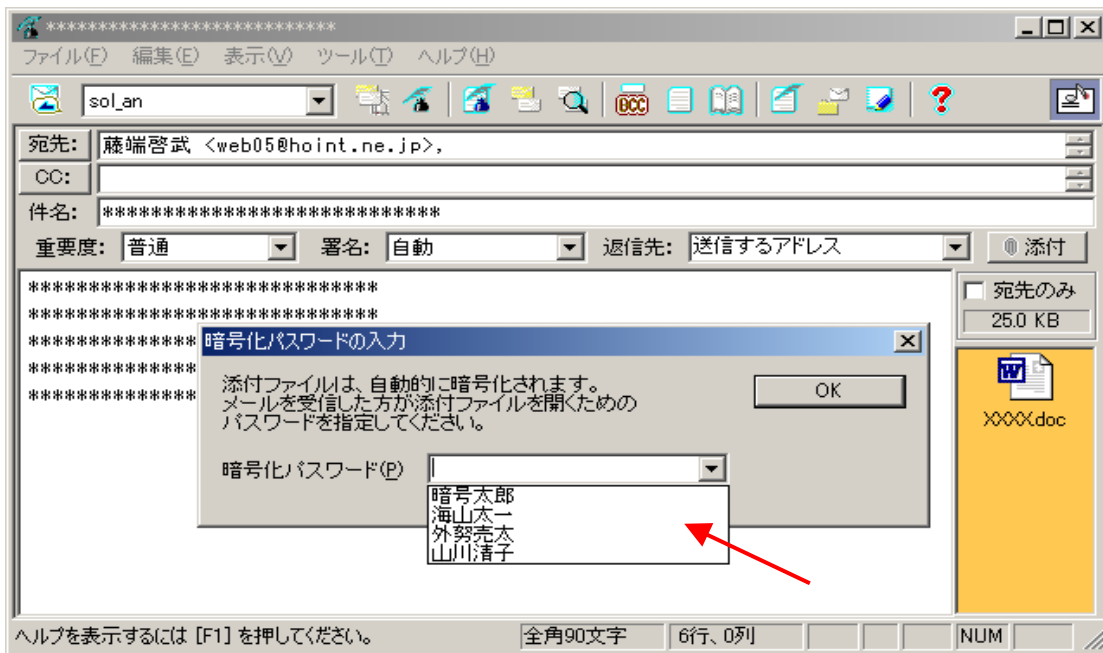 ****************************
ファイル(F) 編集(E) 表示(V) ツール(T) ヘルプ(H)
sol_an
BCC
?
宛先: 藤端啓武 <web05@hoint.ne.jp>,
CC:
件名: ****************************
重要度: 普通 署名: 自動 返信先: 送信するアドレス 添付
*****************************
*****************************
**************
**************
**************
宛先のみ
25.0 KB
XXXX.doc
暗号化パスワードの入力
添付ファイルは、自動的に暗号化されます。
メールを受信した方が添付ファイルを開くための
パスワードを指定してください。
OK
暗号化パスワード(P)
暗号太郎
海山太一
外努売太
山川渚子
ヘルプを表示するには [F1] を押してください。 全角90文字 6行、0列 NUM